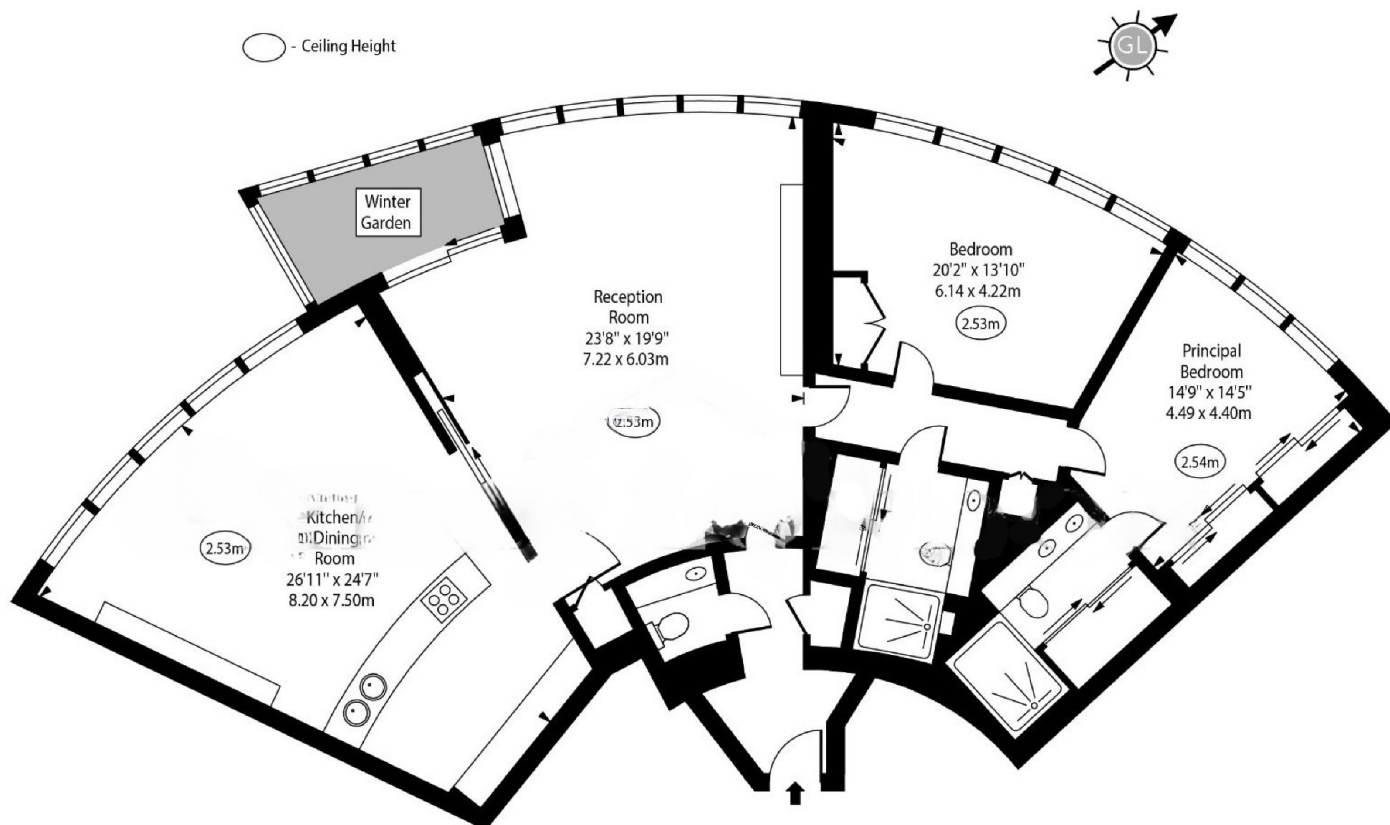 - Ceiling Height
GL
Winter
Garden
Reception
Room
23'8" x 19'9"
7.22 x 6.03m
2.53m
Bedroom
20'2" x 13'10"
6.14 x 4.22m
2.53m
Principal
Bedroom
14'9" x 14'5"
4.49 x 4.40m
2.54m
Kitchen/
Dining
Room
26'11" x 24'7"
8.20 x 7.50m
2.53m